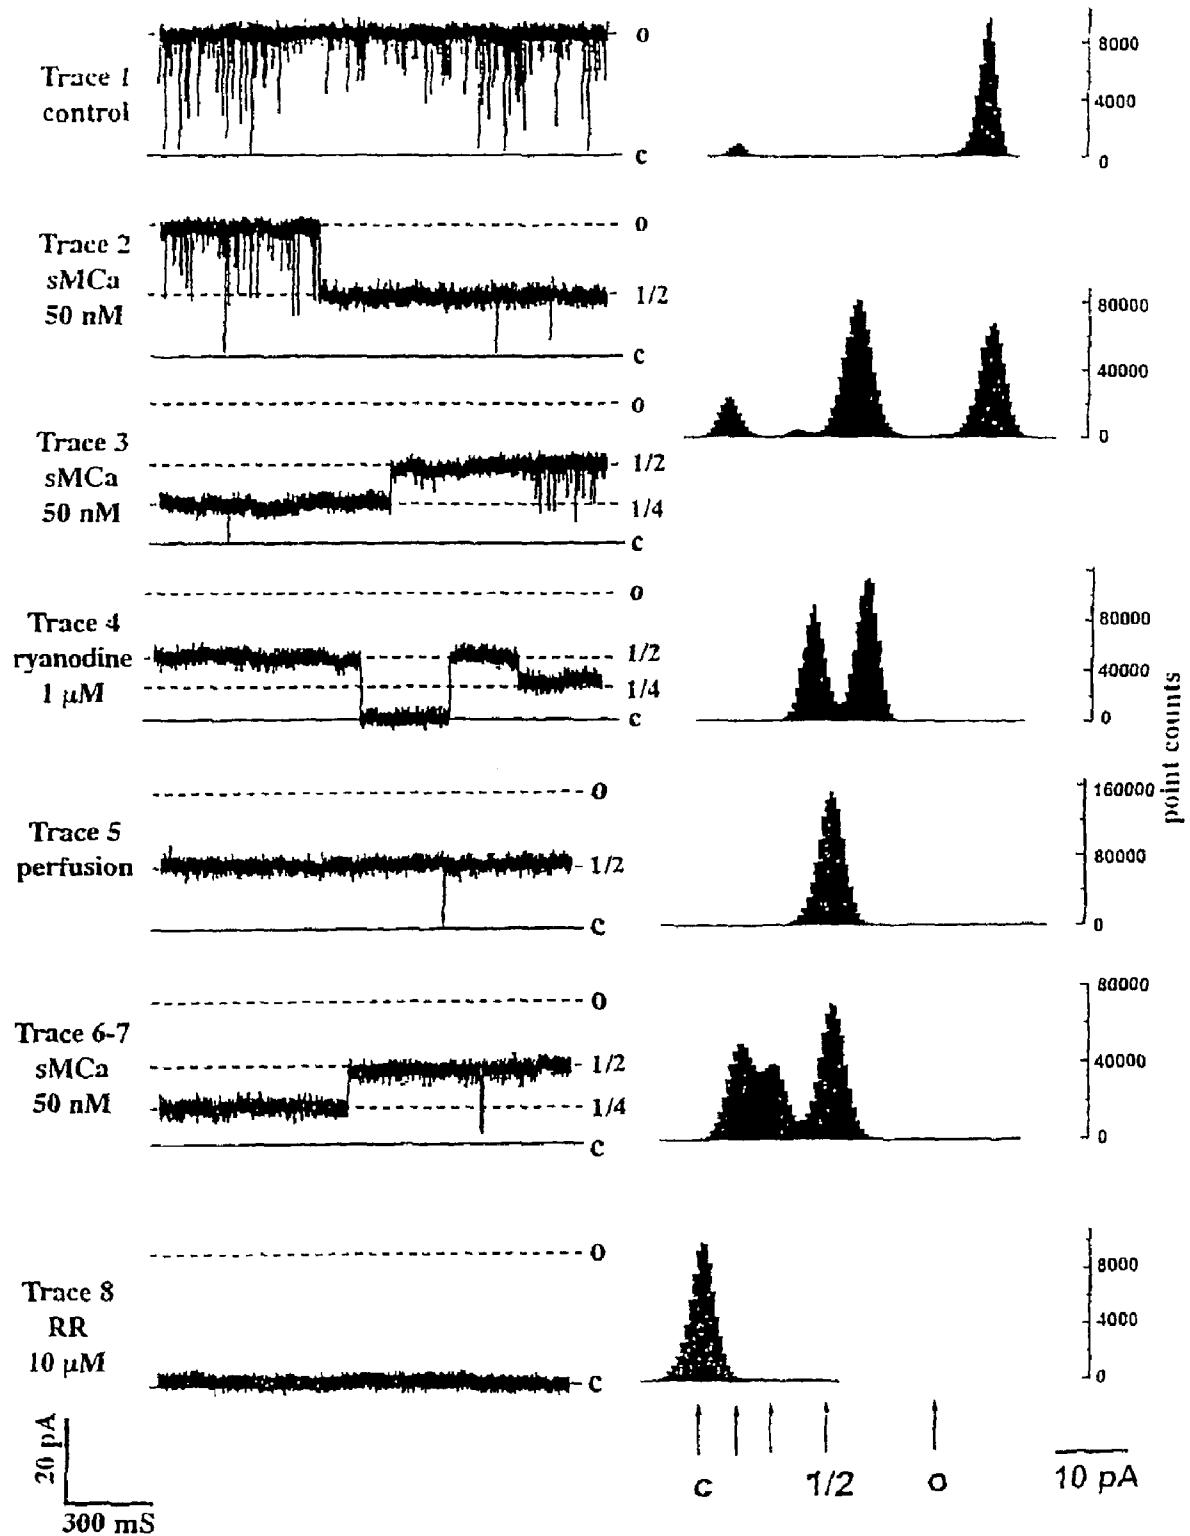 Trace 1
control
o
c
8000
4000
0
Trace 2
sMCa
50 nM
o
1/2
c
80000
40000
0
Trace 3
sMCa
50 nM
o
1/2
1/4
c
Trace 4
ryanodine
1 µM
o
1/2
1/4
c
80000
40000
0
point counts
Trace 5
perfusion
o
1/2
c
160000
80000
0
Trace 6-7
sMCa
50 nM
o
1/2
1/4
c
80000
40000
0
Trace 8
RR
10 µM
o
c
8000
4000
0
20 pA
300 mS
c
1/2
o
10 pA